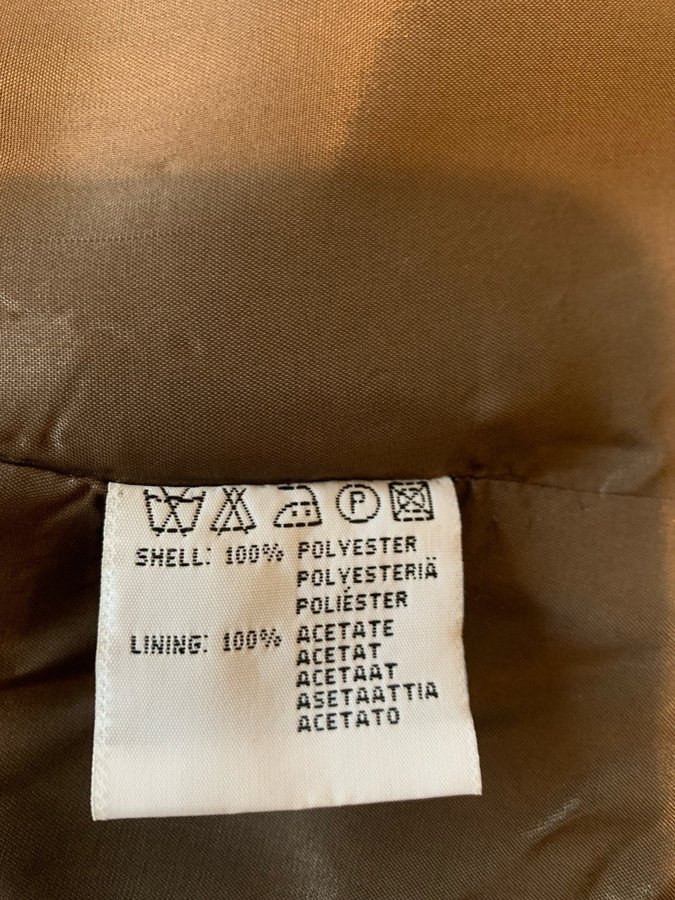 P
SHELL: 100% POLYESTER
POLYESTERIÄ
POLIÉSTER
LINING: 100% ACETATE
ACETAT
ACETAAT
ASETAATTIA
ACETATO